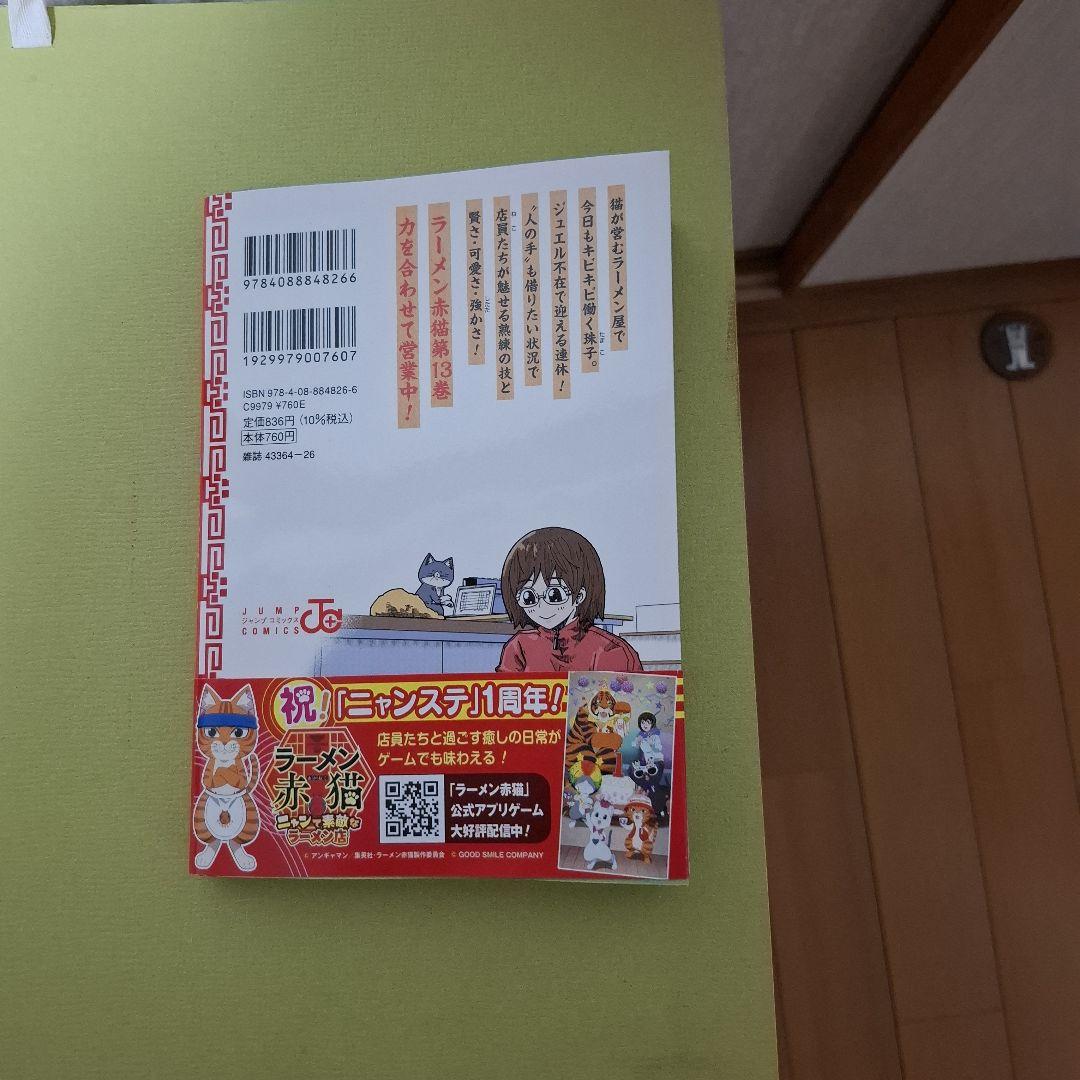 猫が営むラーメン屋で
今日もキビキビ働く珠子。
たまこ
ジュエル不在で迎える連休！
〝人の手〟も借りたい状況で
店員たちが魅せる熟練の技と
ねこ
賢さ・可愛さ・強かさ！
したた
ラーメン赤猫第13巻
力を合わせて営業中！
9784088848266
1929979007607
ISBN 978-4-08-884826-6
C9979 ¥760E
定価836円（10%税込）
本体760円
雑誌 43364－26
JUMP
ジャンプ コミックス
COMICS
JC+
祝！「ニャンステ」1周年！
店員たちと過ごす癒しの日常が
ゲームでも味わえる！
ラーメン
赤猫
ニャンて素敵な
ラーメン店
「ラーメン赤猫」
公式アプリゲーム
大好評配信中！
© アンギャマン 集英社・ラーメン赤猫製作委員会 © GOOD SMILE COMPANY